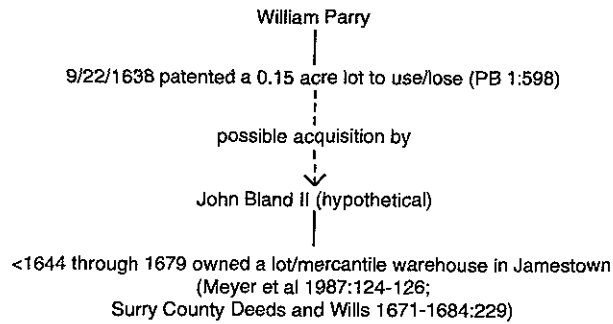 William Parry
9/22/1638 patented a 0.15 acre lot to use/lose (PB 1:598)
possible acquisition by
John Bland II (hypothetical)
<1644 through 1679 owned a lot/mercantile warehouse in Jamestown
(Meyer et al 1987:124-126;
Surry County Deeds and Wills 1671-1684:229)